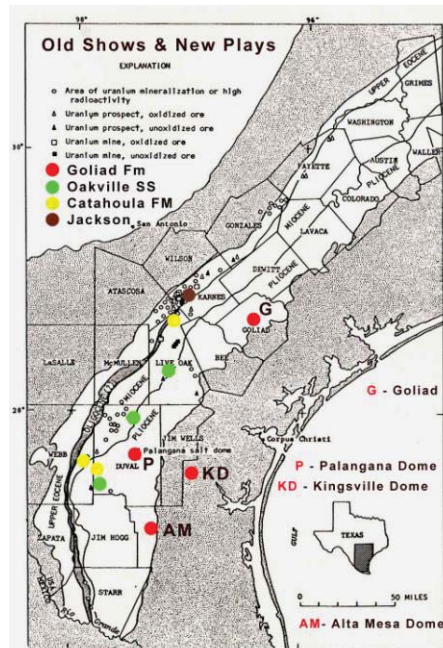 98
96
Old Shows & New Plays
EXPLANATION
Area of uranium mineralization or high radioactivity
Uranium prospect, oxidized ore
Uranium prospect, unoxidized ore
Uranium mine, oxidized ore
Uranium mine, unoxidized ore
Goliad Fm
Oakville SS
Catahoula FM
Jackson
UPPER EOCENE
GRIMES
WASHINGTON
WALLER
30
FAYETTE
AUSTIN
PLIOCENE
COLORADO
San Antonio
GONZALES
MIOCENE
LAVACA
WILSON
DEWITT
PLIOCENE
ATASCOSA
KARNES
G
GOLIAD
LaSALLE
McMULLEN
LIVE OAK
BEE
G - Goliad
MIOCENE
PLIOCENE
JIM WELLS
Corpus Christi
Palangana salt dome
WEBB
P
DUVAL
KD
P - Palangana Dome
KD - Kingsville Dome
UPPER EOCENE
AM
ZAPATA
JIM HOGG
TEXAS
GULF
STARR
Rio Grande
0
50
MILES
AM- Alta Mesa Dome